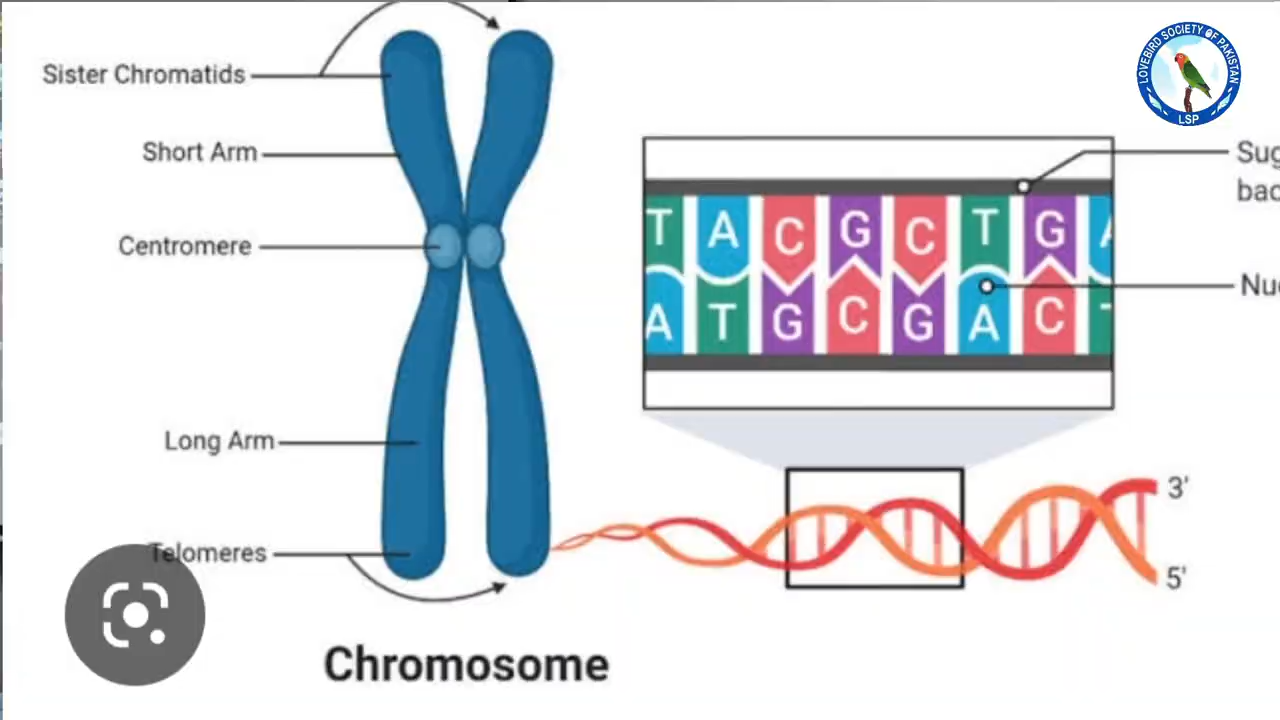 Sister Chromatids
Short Arm
Centromere
Long Arm
Telomeres
Chromosome
T A C G C T G A
A T G C G A C T
3'
5'
LOVEBIRD SOCIETY OF PAKISTAN
LSP